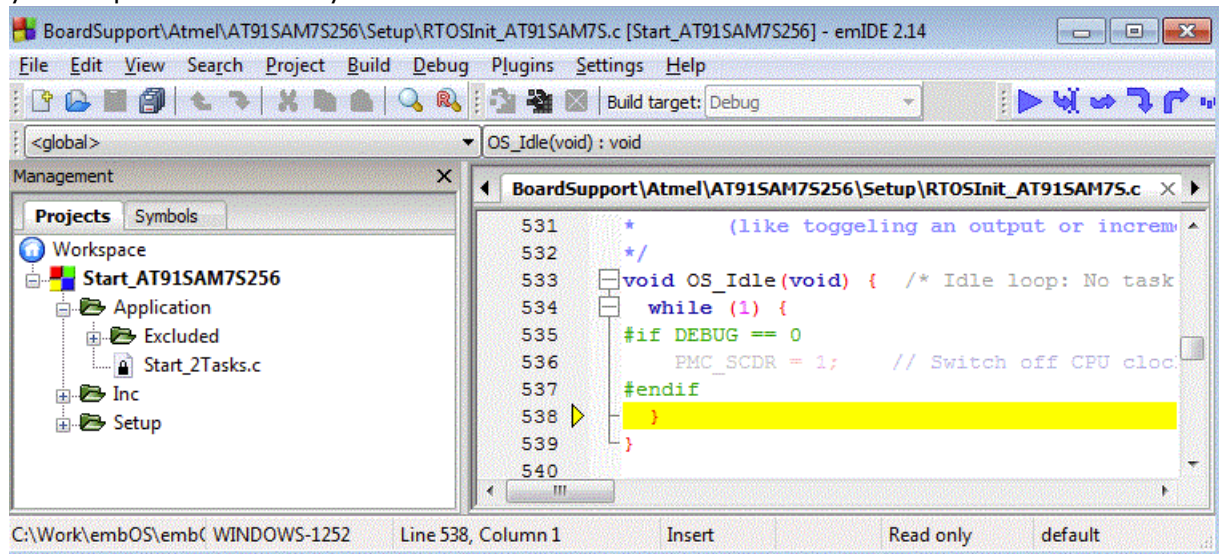 BoardSupport\Atmel\AT91SAM7S256\Setup\RTOSInit_AT91SAM7S.c [Start_AT91SAM7S256] - emIDE 2.14
File Edit View Search Project Build Debug Plugins Settings Help
Build target: Debug
<global> OS_Idle(void) : void
Management
BoardSupport\Atmel\AT91SAM7S256\Setup\RTOSInit_AT91SAM7S.c
Projects Symbols
Workspace
Start_AT91SAM7S256
Application
Excluded
Start_2Tasks.c
Inc
Setup
531 * (like toggeling an output or increm
532 */
533 void OS_Idle(void) { /* Idle loop: No task
534 while (1) {
535 #if DEBUG == 0
536 PMC_SCDR = 1; // Switch off CPU cloc
537 #endif
538 }
539 }
540
C:\Work\embOS\emb( WINDOWS-1252 Line 538, Column 1 Insert Read only default